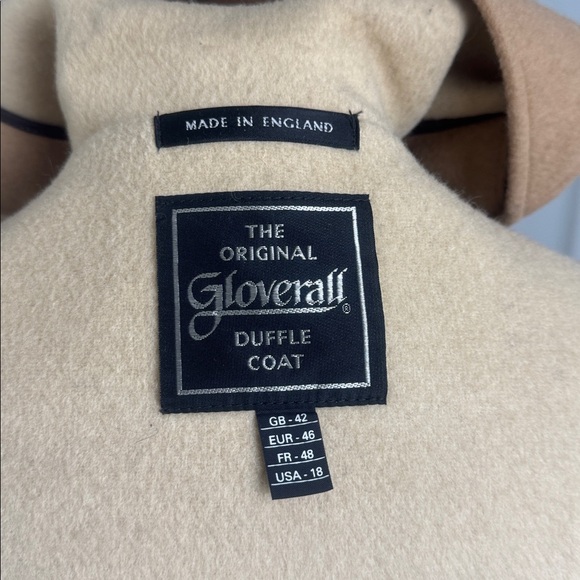 MADE IN ENGLAND
THE
ORIGINAL
Gloverall®
DUFFLE
COAT
GB - 42
EUR - 46
FR - 48
USA - 18